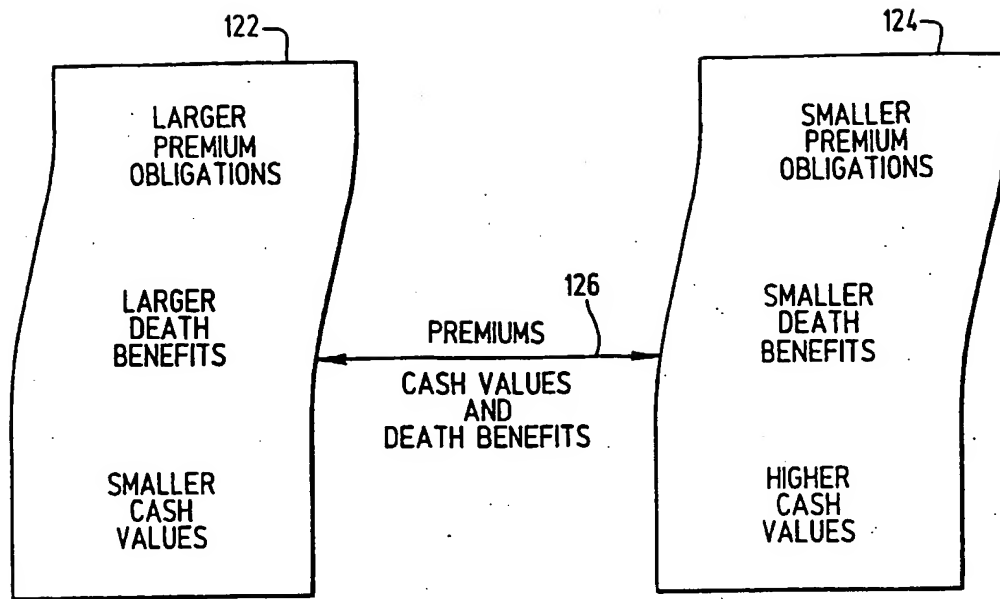 122
LARGER
PREMIUM
OBLIGATIONS
LARGER
DEATH
BENEFITS
SMALLER
CASH
VALUES
126
PREMIUMS
CASH VALUES
AND
DEATH BENEFITS
124
SMALLER
PREMIUM
OBLIGATIONS
SMALLER
DEATH
BENEFITS
HIGHER
CASH
VALUES